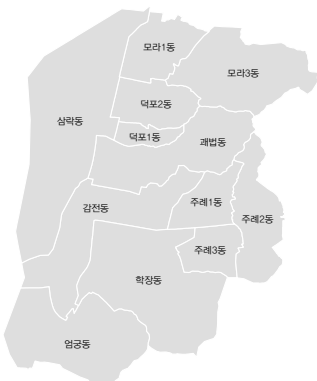 모라1동
모라3동
덕포2동
삼락동
덕포1동
괘법동
주례1동
감전동
주례2동
주례3동
학장동
엄궁동